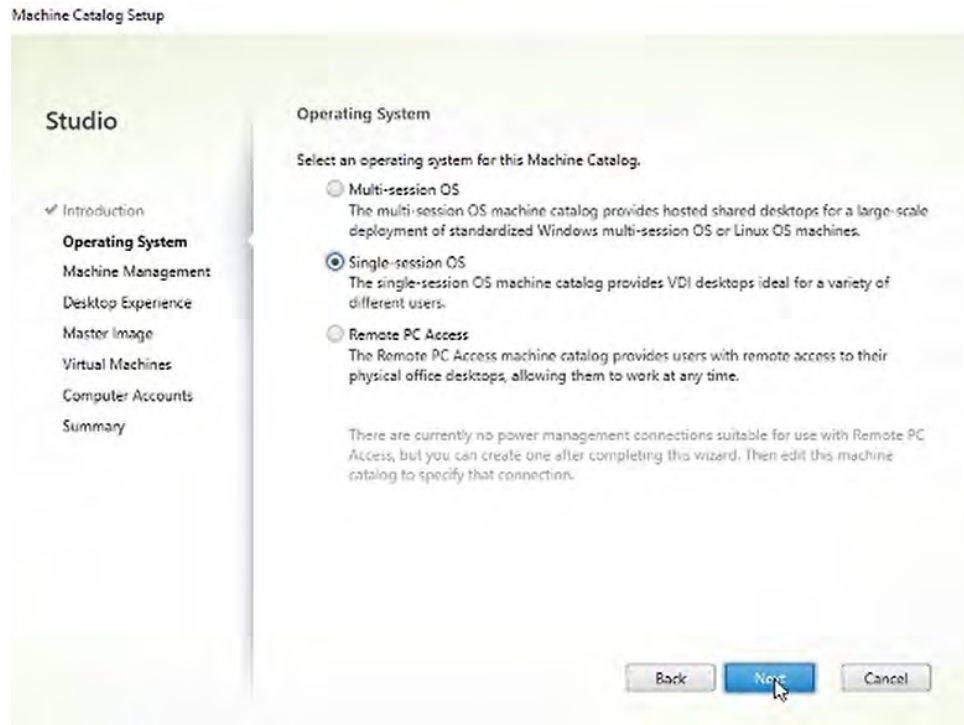 Machine Catalog Setup
Studio
✔ Introduction
Operating System
Machine Management
Desktop Experience
Master Image
Virtual Machines
Computer Accounts
Summary
Operating System
Select an operating system for this Machine Catalog.
Multi-session OS
The multi-session OS machine catalog provides hosted shared desktops for a large-scale
deployment of standardized Windows multi-session OS or Linux OS machines.
Single-session OS
The single-session OS machine catalog provides VDI desktops ideal for a variety of
different users.
Remote PC Access
The Remote PC Access machine catalog provides users with remote access to their
physical office desktops, allowing them to work at any time.
There are currently no power management connections suitable for use with Remote PC
Access, but you can create one after completing this wizard. Then edit this machine
catalog to specify that connection.
Back
Next
Cancel